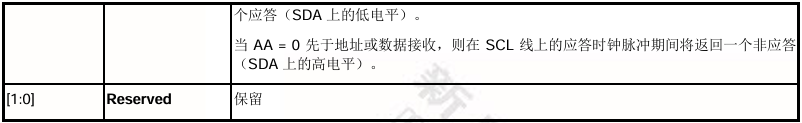 个应答（SDA 上的低电平）。
当 AA = 0 先于地址或数据接收，则在 SCL 线上的应答时钟脉冲期间将返回一个非应答
（SDA 上的高电平）。
[1:0] Reserved 保留
新